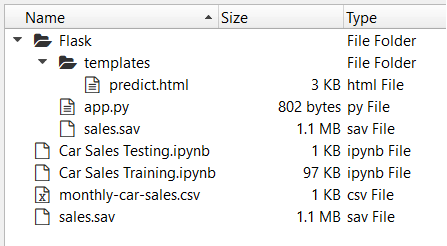 Name Size Type
Flask File Folder
templates File Folder
predict.html 3 KB html File
app.py 802 bytes py File
sales.sav 1.1 MB sav File
Car Sales Testing.ipynb 1 KB ipynb File
Car Sales Training.ipynb 97 KB ipynb File
monthly-car-sales.csv 1 KB csv File
sales.sav 1.1 MB sav File